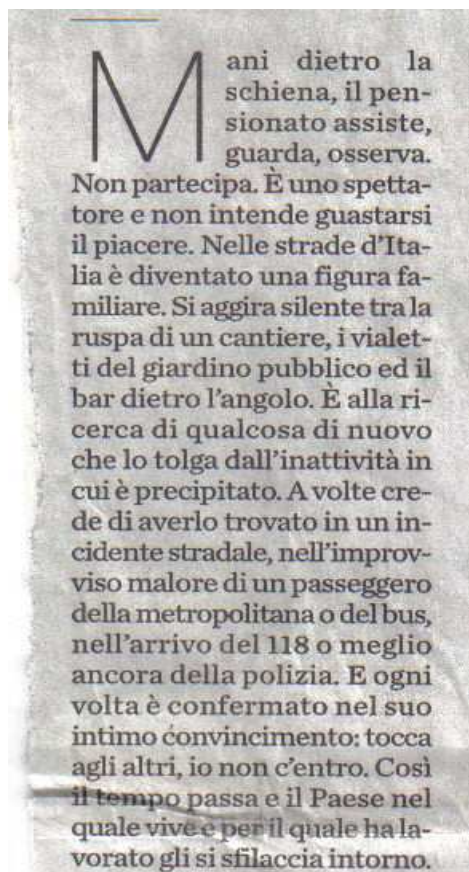 Mani dietro la
schiena, il pen-
sionato assiste,
guarda, osserva.
Non partecipa. È uno spetta-
tore e non intende guastarsi
il piacere. Nelle strade d'Ita-
lia è diventato una figura fa-
miliare. Si aggira silente tra la
ruspa di un cantiere, i vialet-
ti del giardino pubblico ed il
bar dietro l'angolo. È alla ri-
cerca di qualcosa di nuovo
che lo tolga dall'inattività in
cui è precipitato. A volte cre-
de di averlo trovato in un in-
cidente stradale, nell'improv-
viso malore di un passeggero
della metropolitana o del bus,
nell'arrivo del 118 o meglio
ancora della polizia. E ogni
volta è confermato nel suo
intimo convincimento: tocca
agli altri, io non c'entro. Così
il tempo passa e il Paese nel
quale vive e per il quale ha la-
vorato gli si sfilaccia intorno.